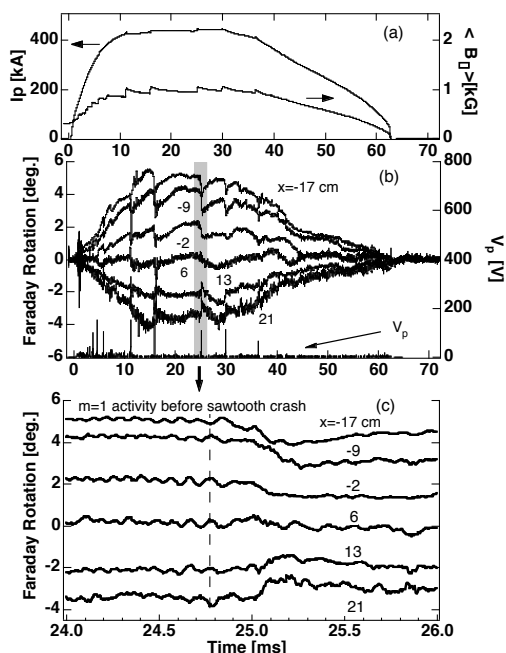 (a)
Ip [kA]
400
200
0
< B▯ >[kG]
2
1
0
0 10 20 30 40 50 60 70
(b)
Faraday Rotation [deg.]
6
4
2
0
-2
-4
-6
x=-17 cm
-9
-2
6
13
21
Vp
Vp [V]
800
600
400
200
0
0 10 20 30 40 50 60 70
m=1 activity before sawtooth crash
(c)
Faraday Rotation [deg.]
6
4
2
0
-2
-4
x=-17 cm
-9
-2
6
13
21
24.0 24.5 25.0 25.5 26.0
Time [ms]